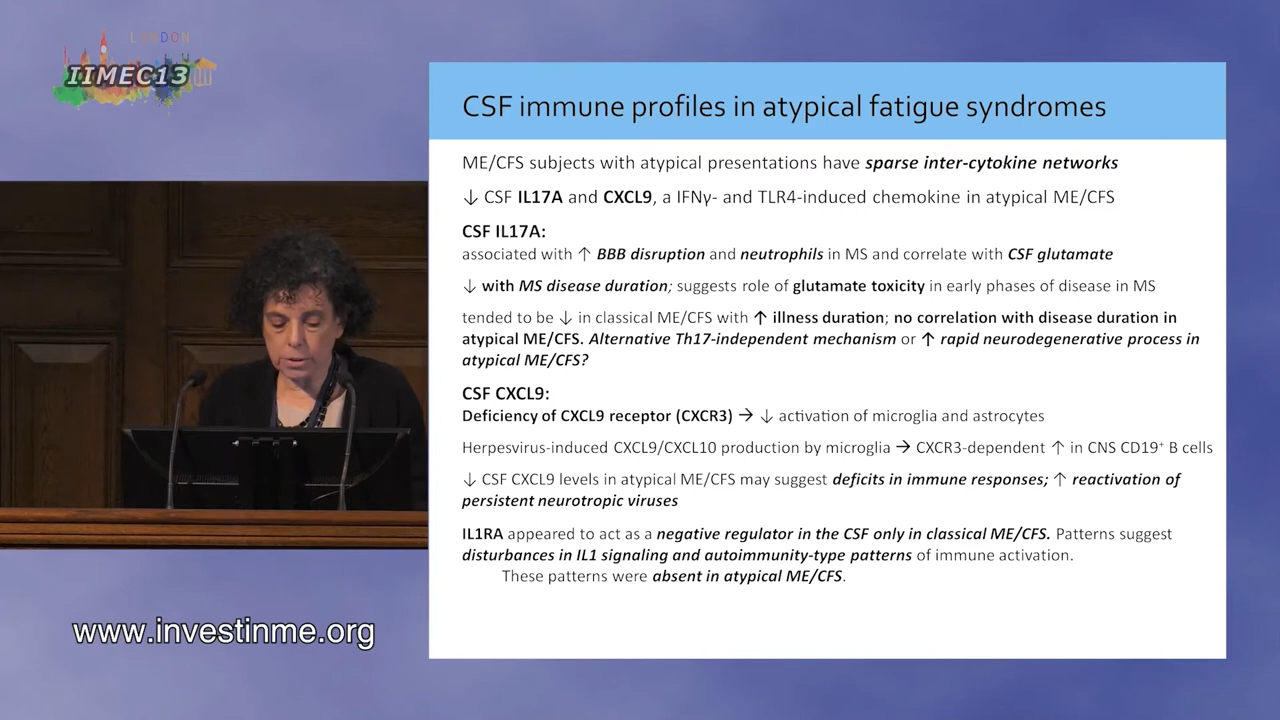 LONDON
IIMEC13
CSF immune profiles in atypical fatigue syndromes
ME/CFS subjects with atypical presentations have sparse inter-cytokine networks
↓ CSF IL17A and CXCL9, a IFNγ- and TLR4-induced chemokine in atypical ME/CFS
CSF IL17A:
associated with ↑ BBB disruption and neutrophils in MS and correlate with CSF glutamate
↓ with MS disease duration; suggests role of glutamate toxicity in early phases of disease in MS
tended to be ↓ in classical ME/CFS with ↑ illness duration; no correlation with disease duration in
atypical ME/CFS. Alternative Th17-independent mechanism or ↑ rapid neurodegenerative process in
atypical ME/CFS?
CSF CXCL9:
Deficiency of CXCL9 receptor (CXCR3) → ↓ activation of microglia and astrocytes
Herpesvirus-induced CXCL9/CXCL10 production by microglia → CXCR3-dependent ↑ in CNS CD19⁺ B cells
↓ CSF CXCL9 levels in atypical ME/CFS may suggest deficits in immune responses; ↑ reactivation of
persistent neurotropic viruses
IL1RA appeared to act as a negative regulator in the CSF only in classical ME/CFS. Patterns suggest
disturbances in IL1 signaling and autoimmunity-type patterns of immune activation.
These patterns were absent in atypical ME/CFS.
www.investinme.org